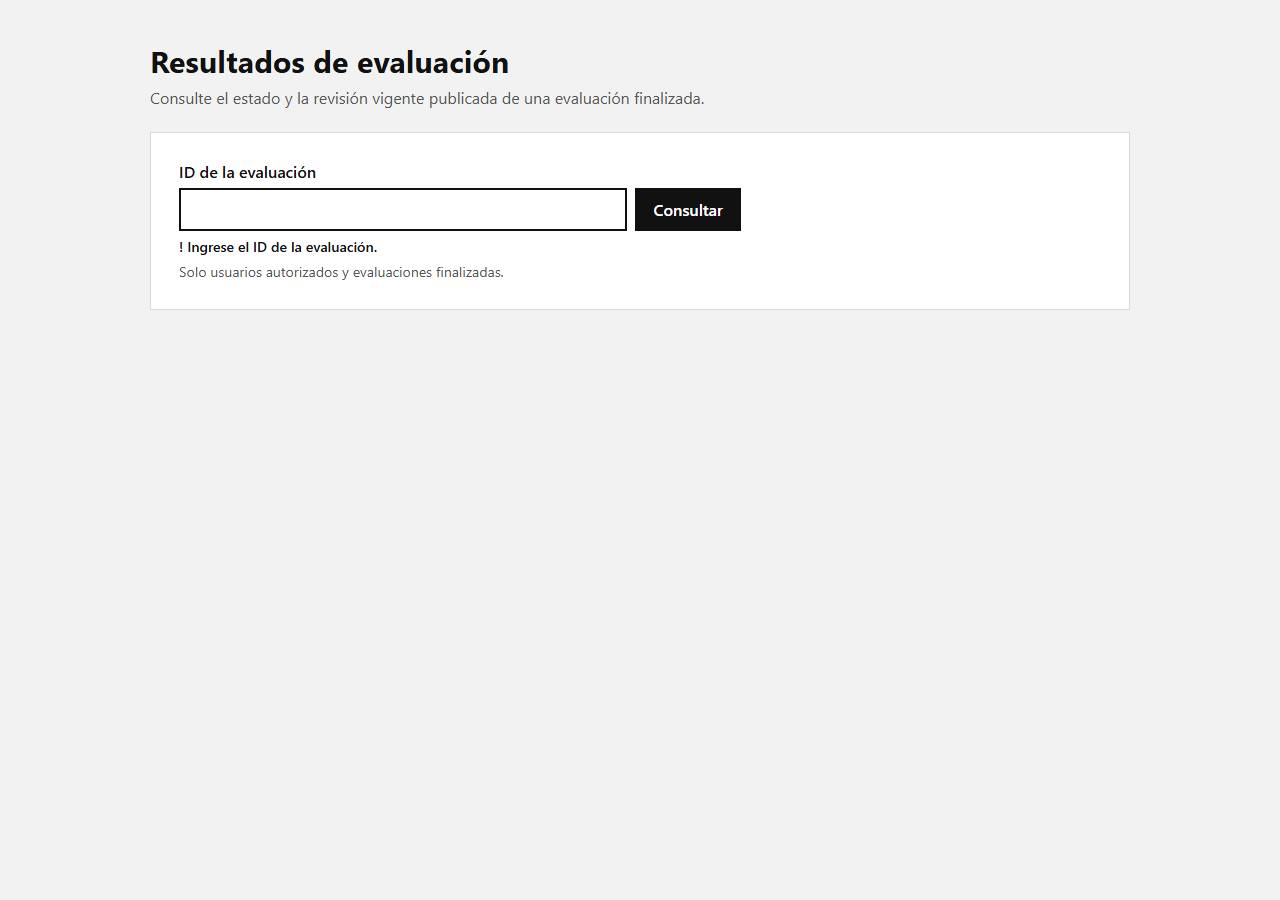 Resultados de evaluación
Consulte el estado y la revisión vigente publicada de una evaluación finalizada.
ID de la evaluación
Consultar
! Ingrese el ID de la evaluación.
Solo usuarios autorizados y evaluaciones finalizadas.